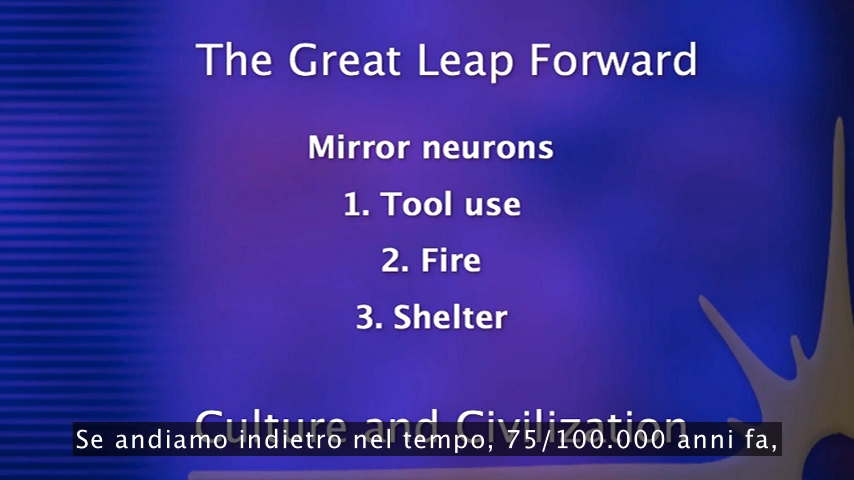 The Great Leap Forward
Mirror neurons
1. Tool use
2. Fire
3. Shelter
Culture and Civilization
Se andiamo indietro nel tempo, 75/100.000 anni fa,